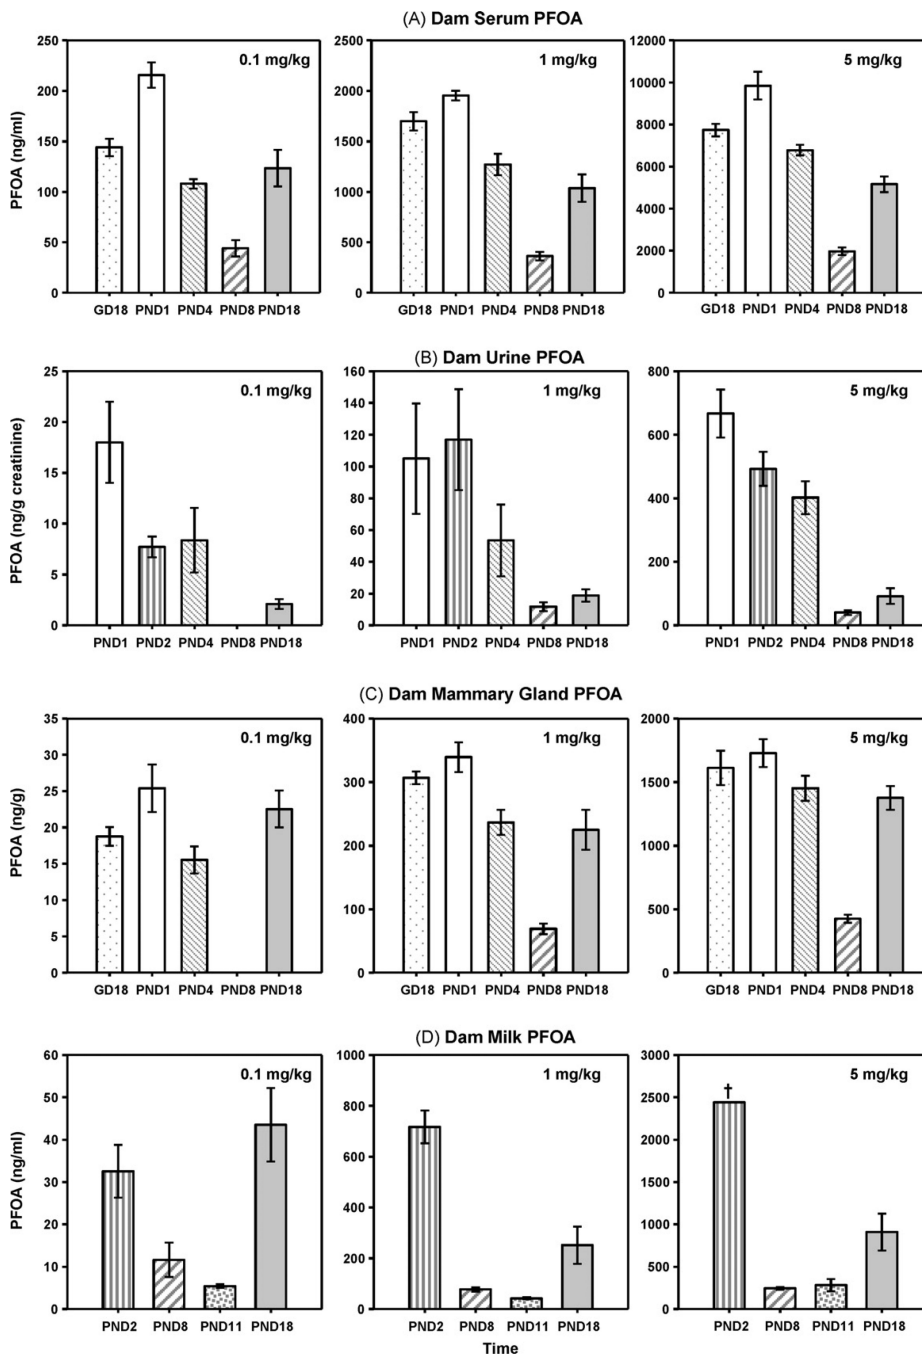 (A) Dam Serum PFOA
PFOA (ng/ml)
250
200
150
100
50
0
0.1 mg/kg
GD18 PND1 PND4 PND8 PND18
2500
2000
1500
1000
500
0
1 mg/kg
GD18 PND1 PND4 PND8 PND18
12000
10000
8000
6000
4000
2000
0
5 mg/kg
GD18 PND1 PND4 PND8 PND18
(B) Dam Urine PFOA
PFOA (ng/g creatinine)
25
20
15
10
5
0
0.1 mg/kg
PND1 PND2 PND4 PND8 PND18
160
140
120
100
80
60
40
20
0
1 mg/kg
PND1 PND2 PND4 PND8 PND18
800
600
400
200
0
5 mg/kg
PND1 PND2 PND4 PND8 PND18
(C) Dam Mammary Gland PFOA
PFOA (ng/g)
35
30
25
20
15
10
5
0
0.1 mg/kg
GD18 PND1 PND4 PND8 PND18
400
300
200
100
0
1 mg/kg
GD18 PND1 PND4 PND8 PND18
2000
1500
1000
500
0
5 mg/kg
GD18 PND1 PND4 PND8 PND18
(D) Dam Milk PFOA
PFOA (ng/ml)
60
50
40
30
20
10
0
0.1 mg/kg
PND2 PND8 PND11 PND18
1000
800
600
400
200
0
1 mg/kg
PND2 PND8 PND11 PND18
3000
2500
2000
1500
1000
500
0
5 mg/kg
†
PND2 PND8 PND11 PND18
Time